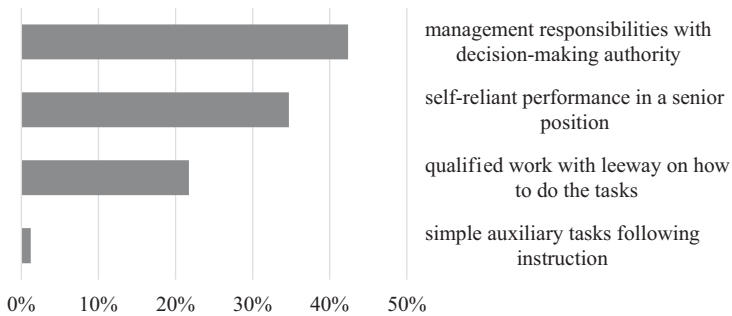 management responsibilities with
decision-making authority
self-reliant performance in a senior
position
qualified work with leeway on how
to do the tasks
simple auxiliary tasks following
instruction
0% 10% 20% 30% 40% 50%